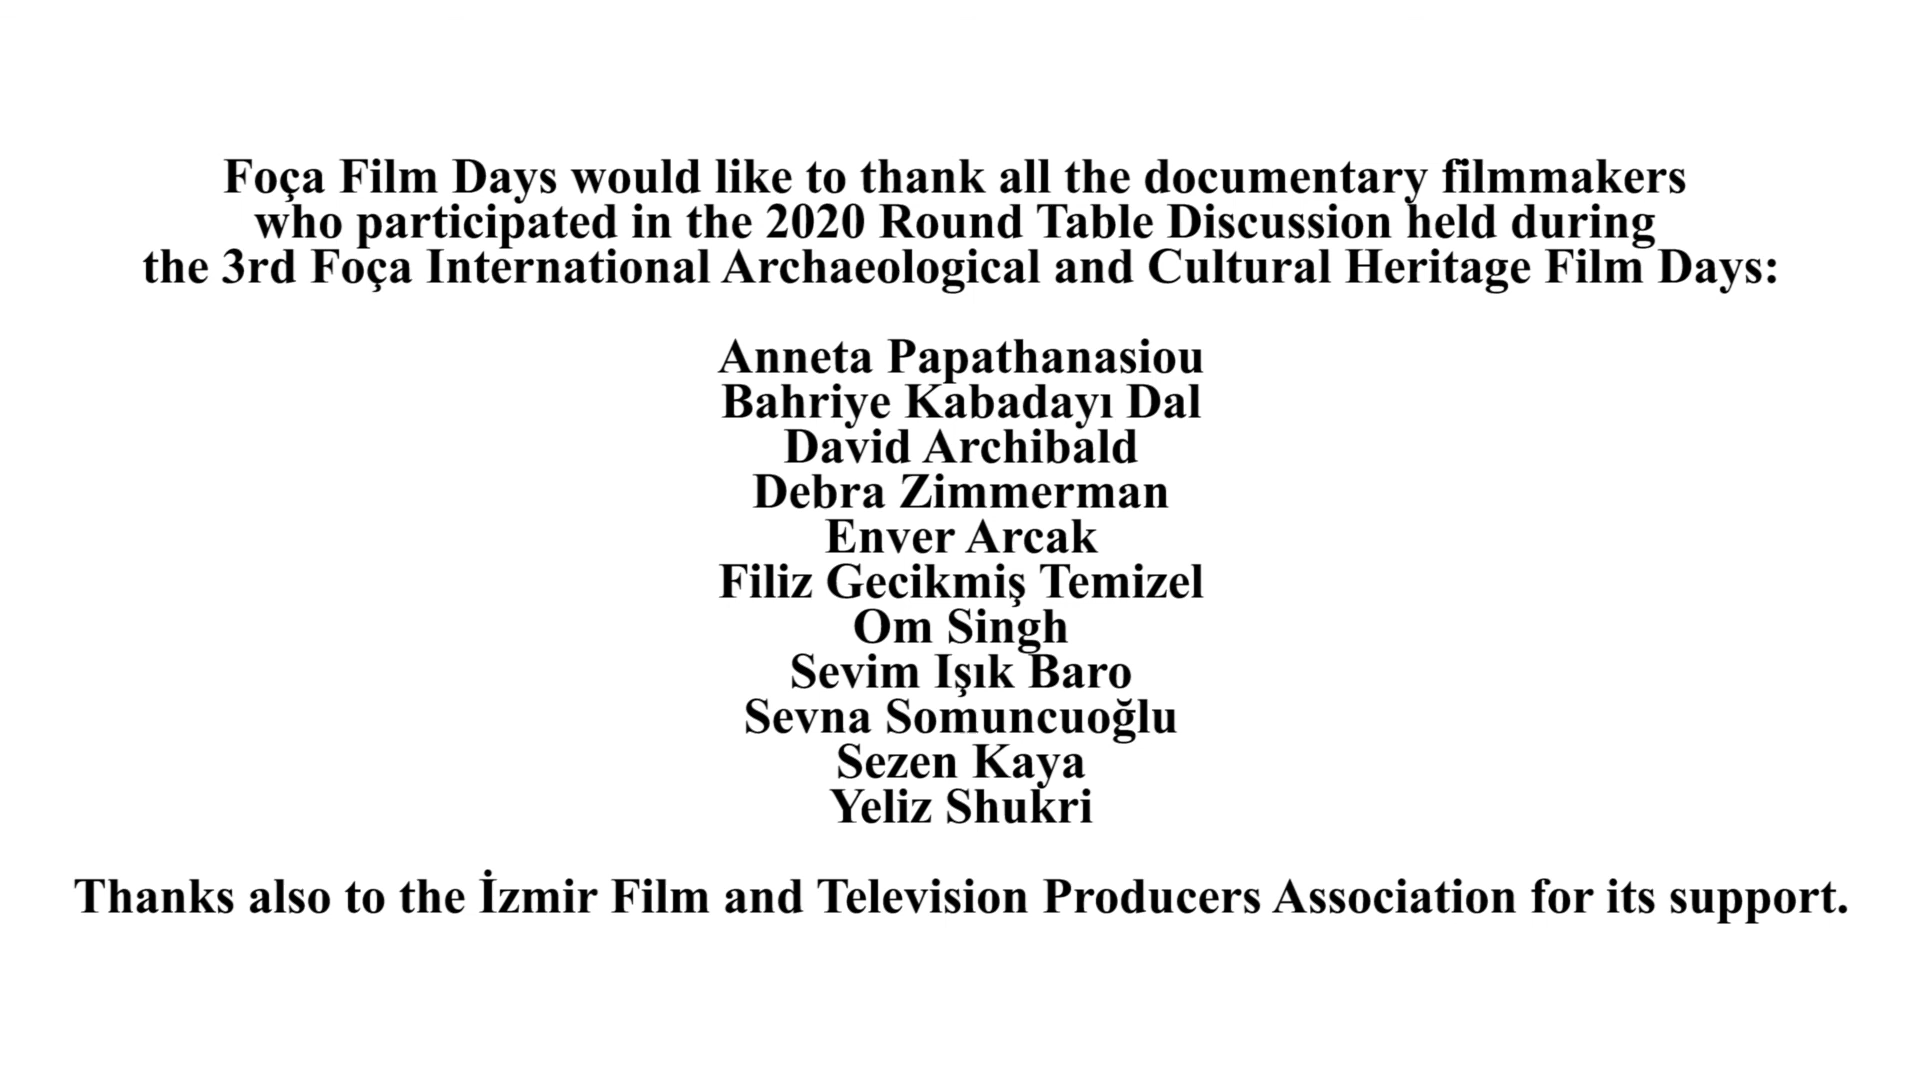 Foça Film Days would like to thank all the documentary filmmakers
who participated in the 2020 Round Table Discussion held during
the 3rd Foça International Archaeological and Cultural Heritage Film Days:
Anneta Papathanasiou
Bahriye Kabadayı Dal
David Archibald
Debra Zimmerman
Enver Arcak
Filiz Gecikmiş Temizel
Om Singh
Sevim Işık Baro
Sevna Somuncuoğlu
Sezen Kaya
Yeliz Shukri
Thanks also to the İzmir Film and Television Producers Association for its support.